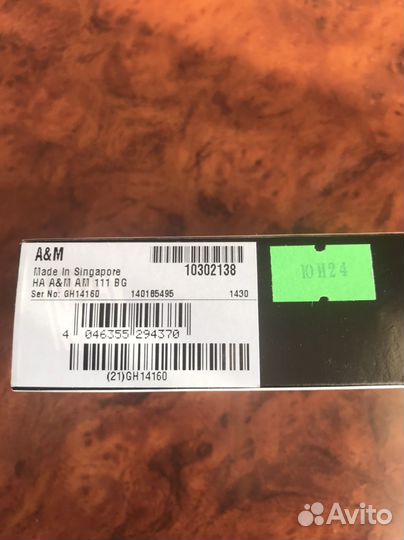 A&M
Made In Singapore 10302138
HA A&M AM 111 BG
Ser No: GH14160 140185495 1430
4 046355 294370
(21)GH14160
10H24
Avito